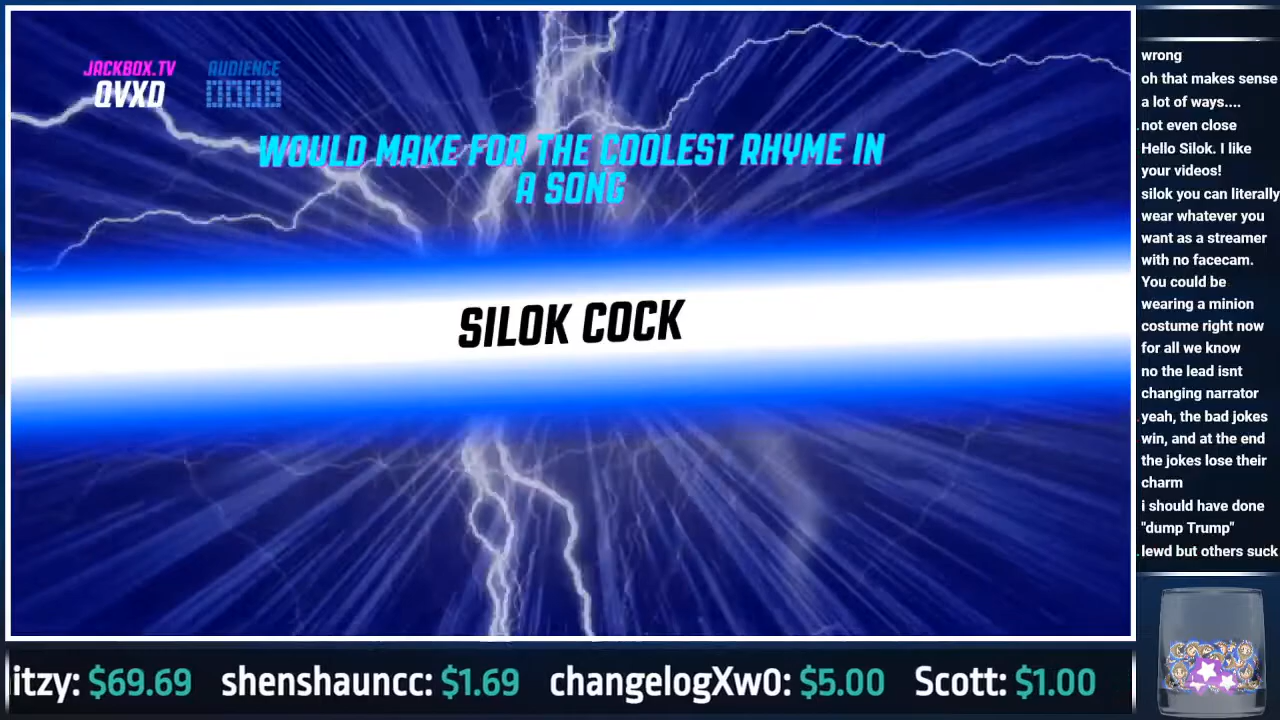 JACKBOX.TV
QVXD
AUDIENCE
0008
WOULD MAKE FOR THE COOLEST RHYME IN
A SONG
SILOK COCK
wrong
oh that makes sense
a lot of ways....
not even close
Hello Silok. I like
your videos!
silok you can literally
wear whatever you
want as a streamer
with no facecam.
You could be
wearing a minion
costume right now
for all we know
no the lead isnt
changing narrator
yeah, the bad jokes
win, and at the end
the jokes lose their
charm
i should have done
"dump Trump"
lewd but others suck
itzy: $69.69 shenshauncc: $1.69 changelogXw0: $5.00 Scott: $1.00